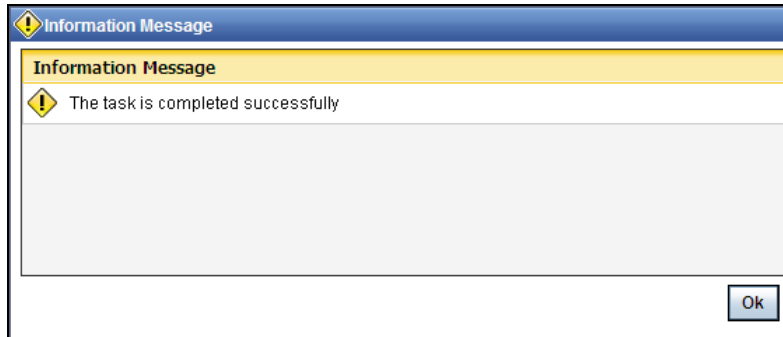 Information Message
Information Message
The task is completed successfully
Ok